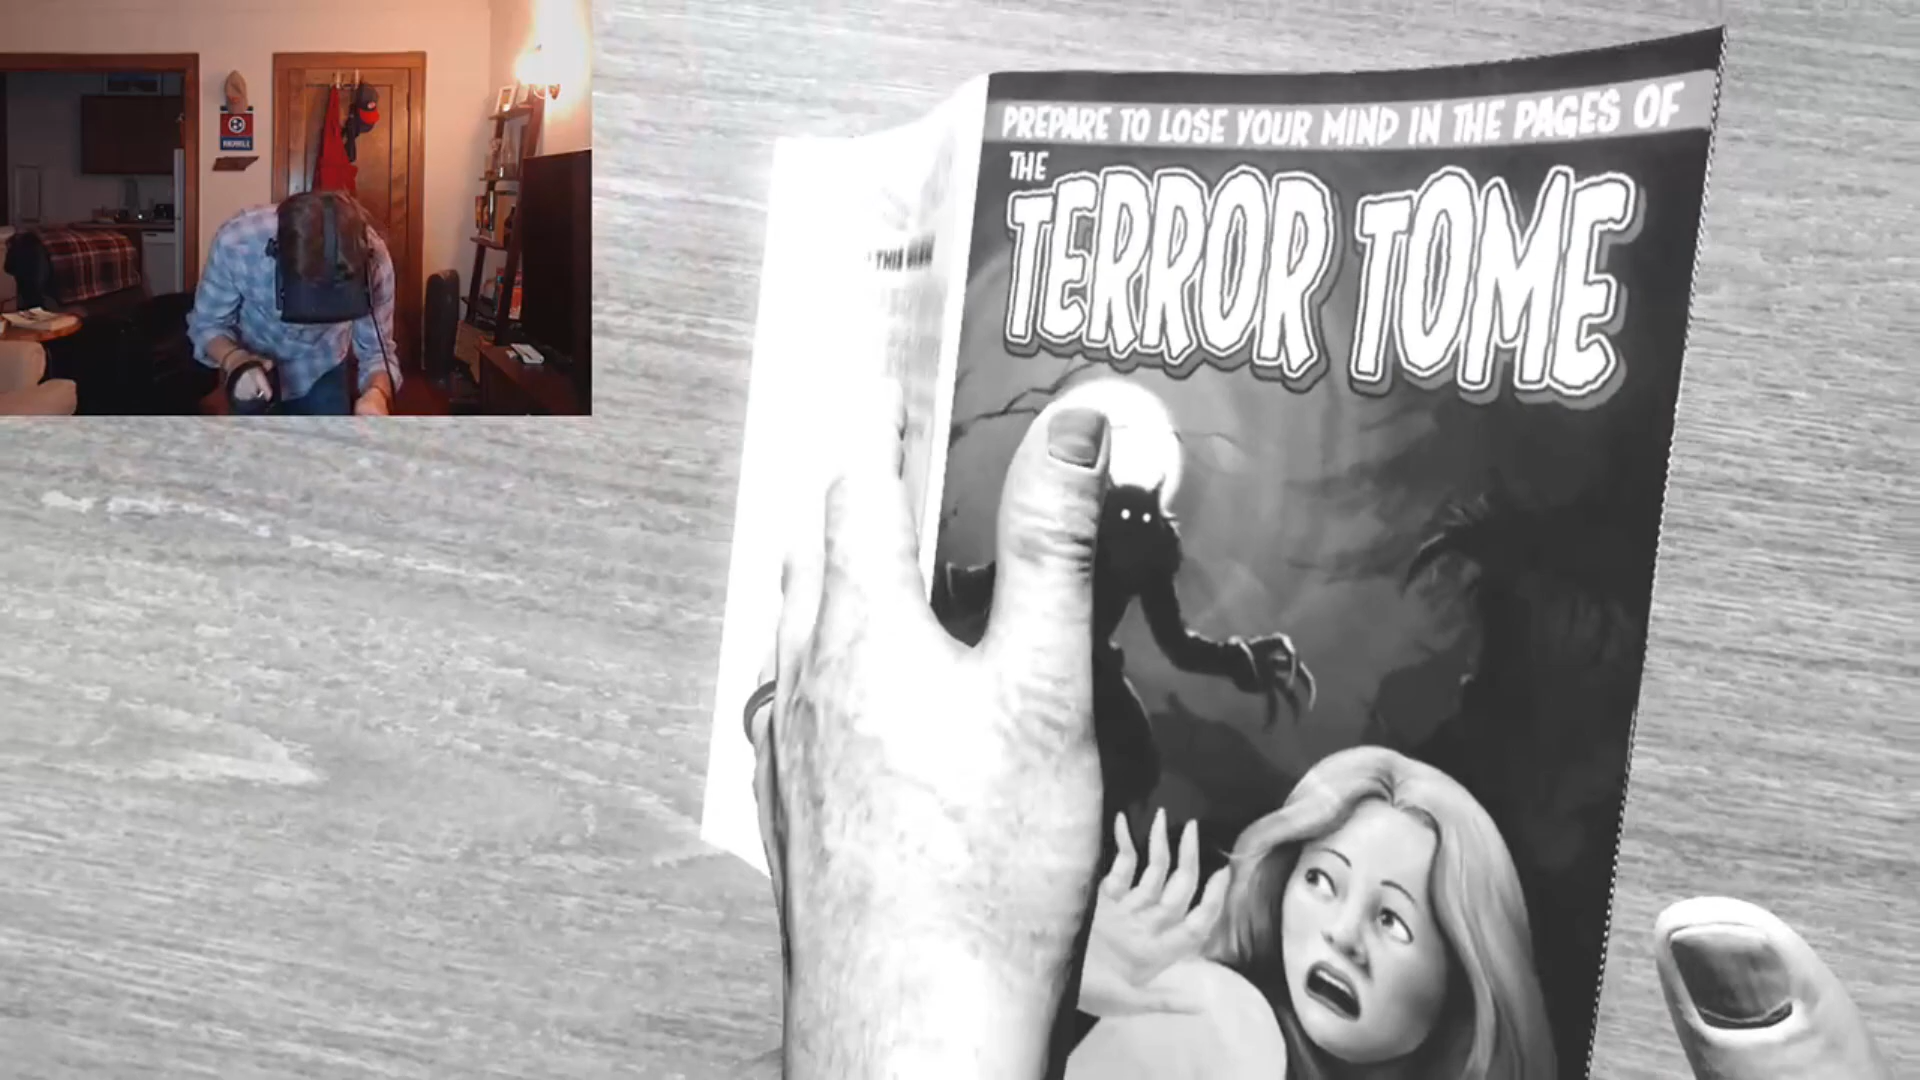 PREPARE TO LOSE YOUR MIND IN THE PAGES OF
THE
TERROR TOME